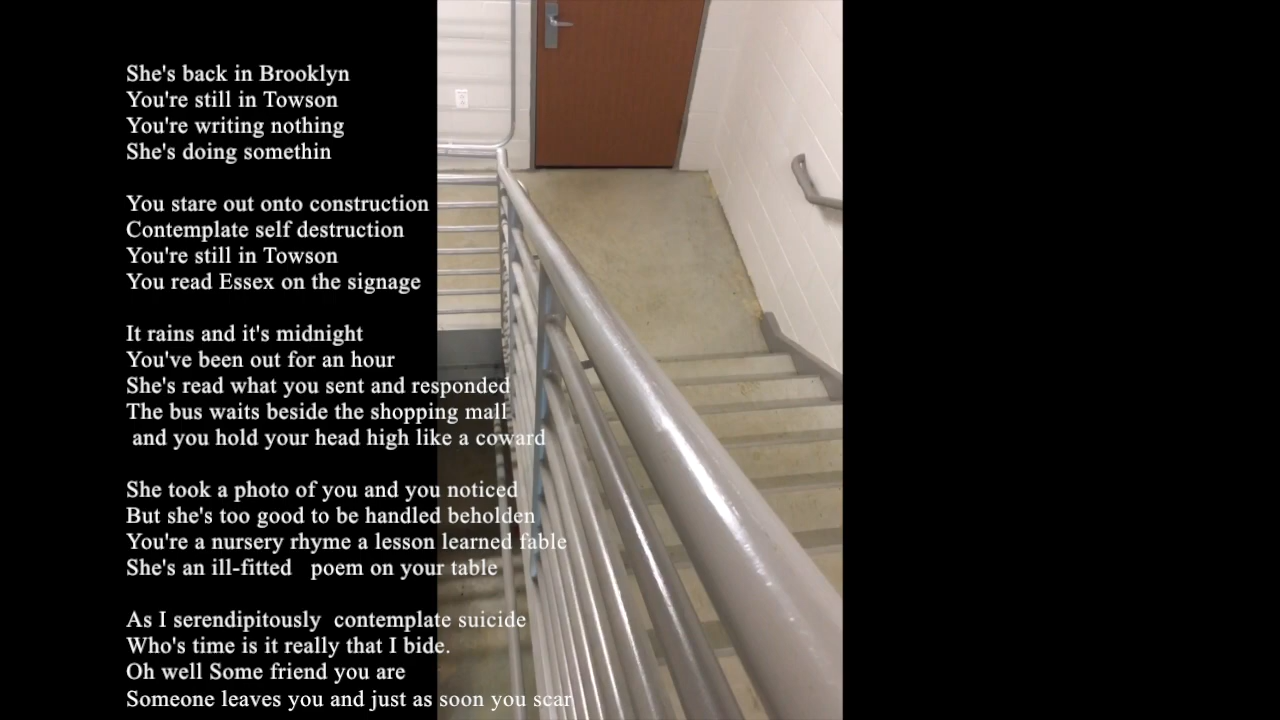 She's back in Brooklyn
You're still in Towson
You're writing nothing
She's doing somethin
You stare out onto construction
Contemplate self destruction
You're still in Towson
You read Essex on the signage
It rains and it's midnight
You've been out for an hour
She's read what you sent and responded
The bus waits beside the shopping mall
and you hold your head high like a coward
She took a photo of you and you noticed
But she's too good to be handled beholden
You're a nursery rhyme a lesson learned fable
She's an ill-fitted poem on your table
As I serendipitously contemplate suicide
Who's time is it really that I bide.
Oh well Some friend you are
Someone leaves you and just as soon you scar